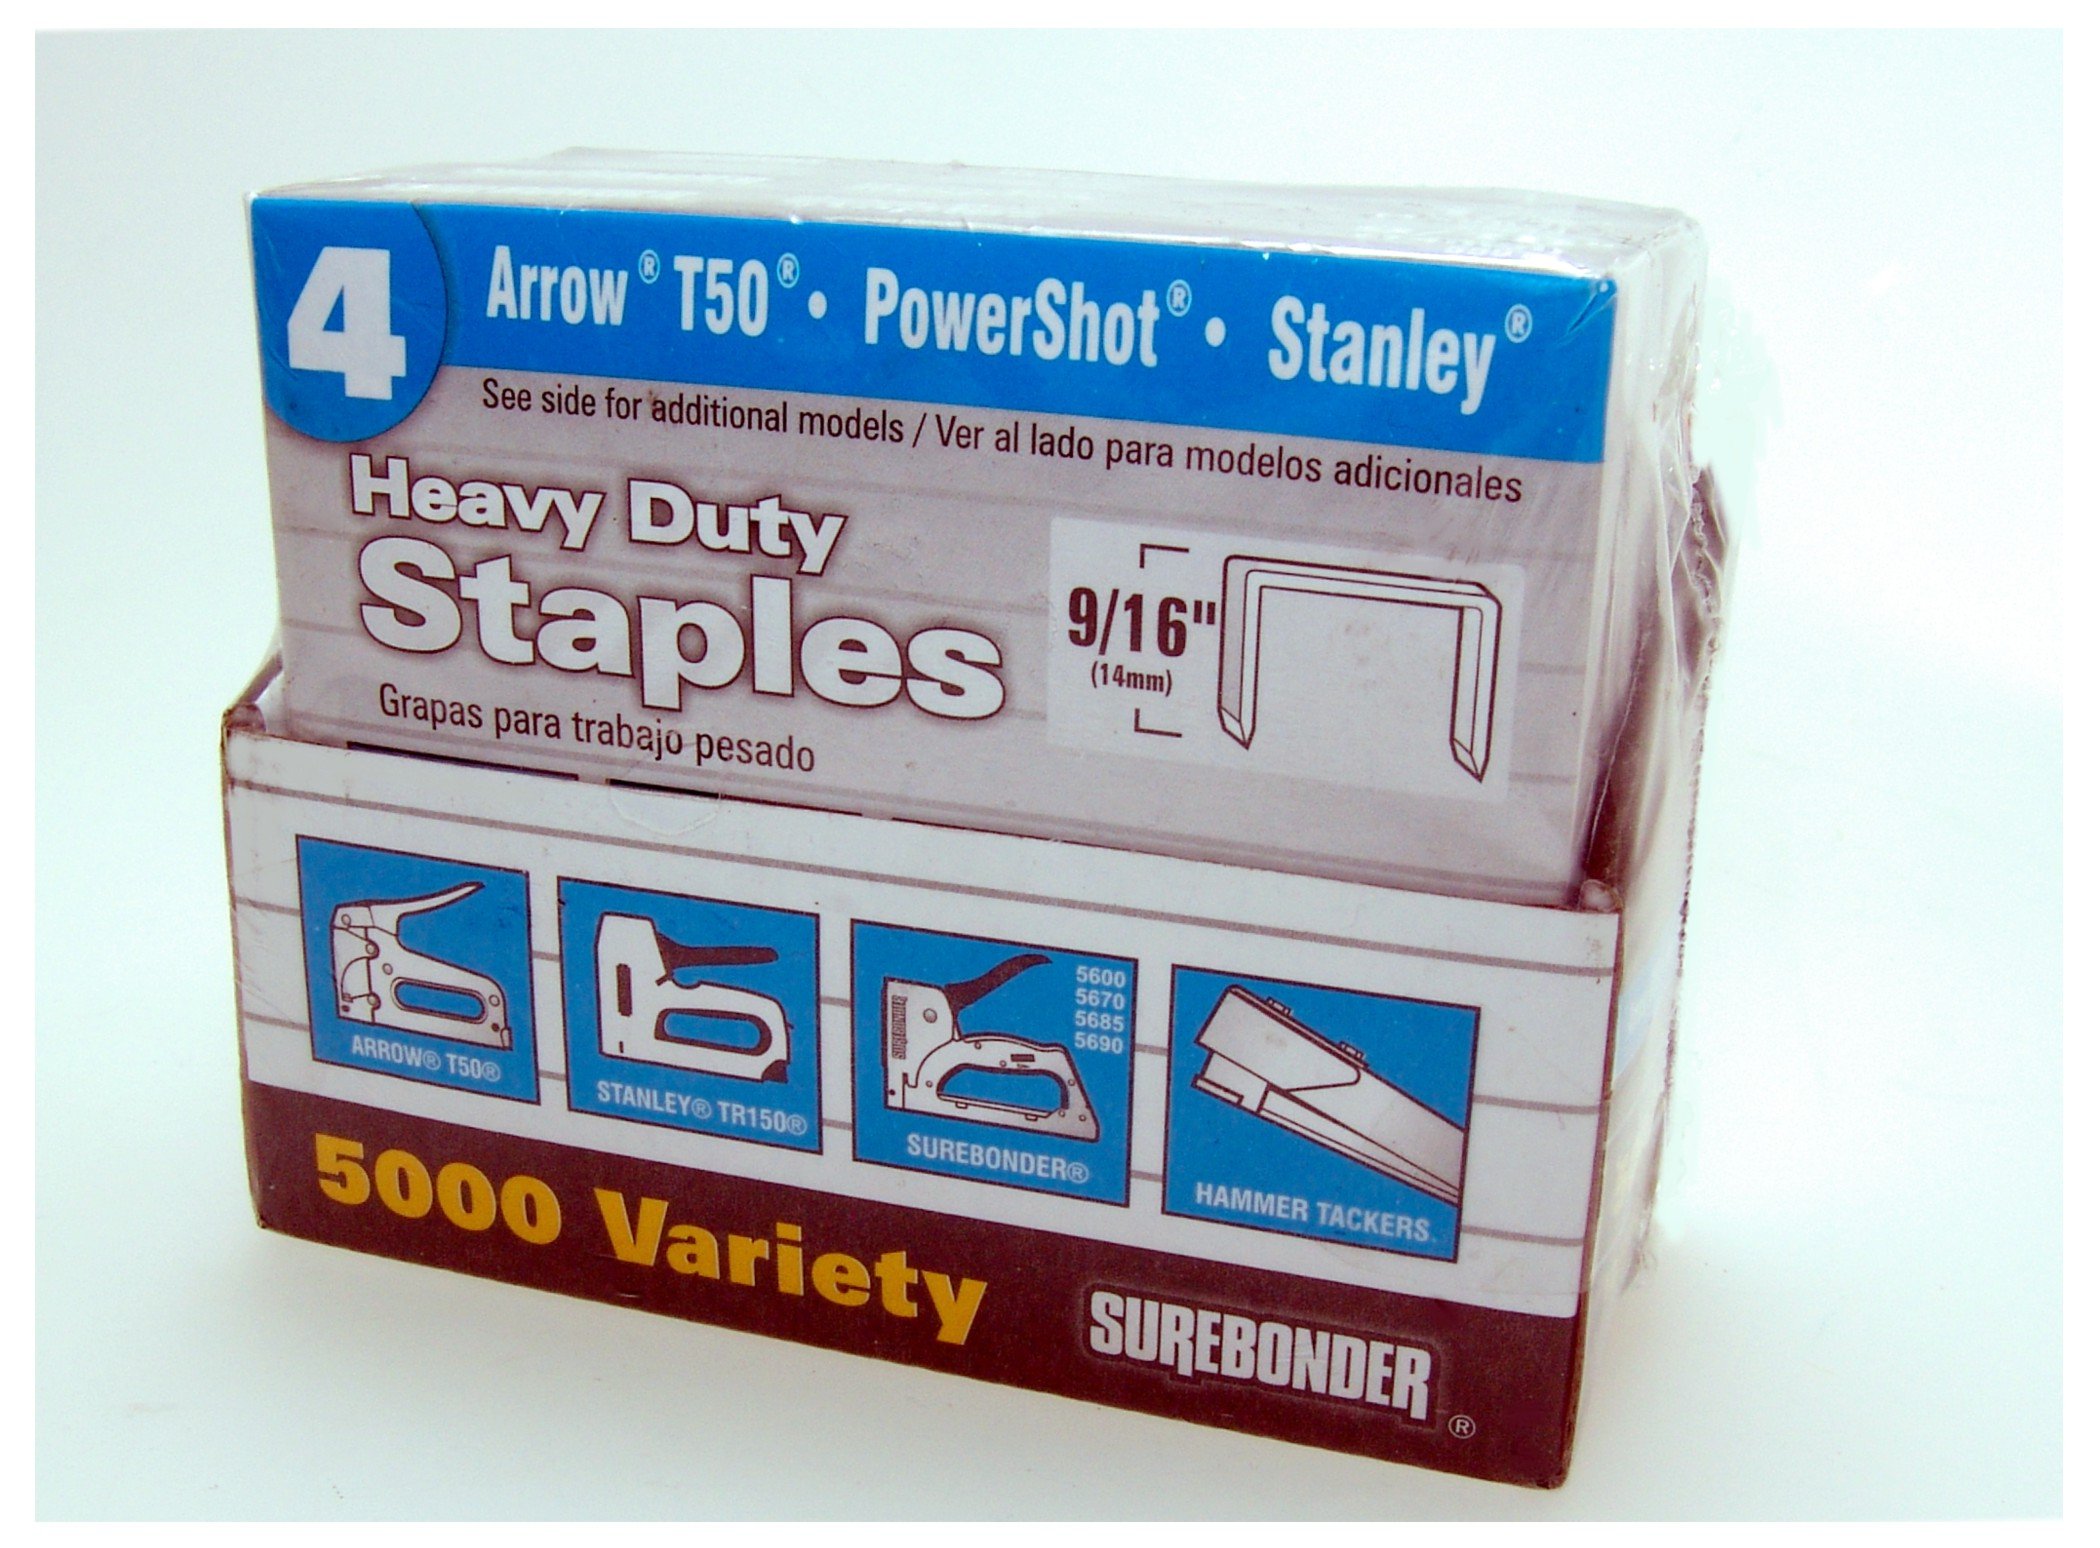 4
Arrow® T50® • PowerShot® • Stanley®
See side for additional models / Ver al lado para modelos adicionales
Heavy Duty
Staples
Grapas para trabajo pesado
9/16"
(14mm)
ARROW® T50®
STANLEY® TR150®
SUREBONDER
5600
5670
5685
5690
SUREBONDER®
HAMMER TACKERS
5000 Variety
SUREBONDER®